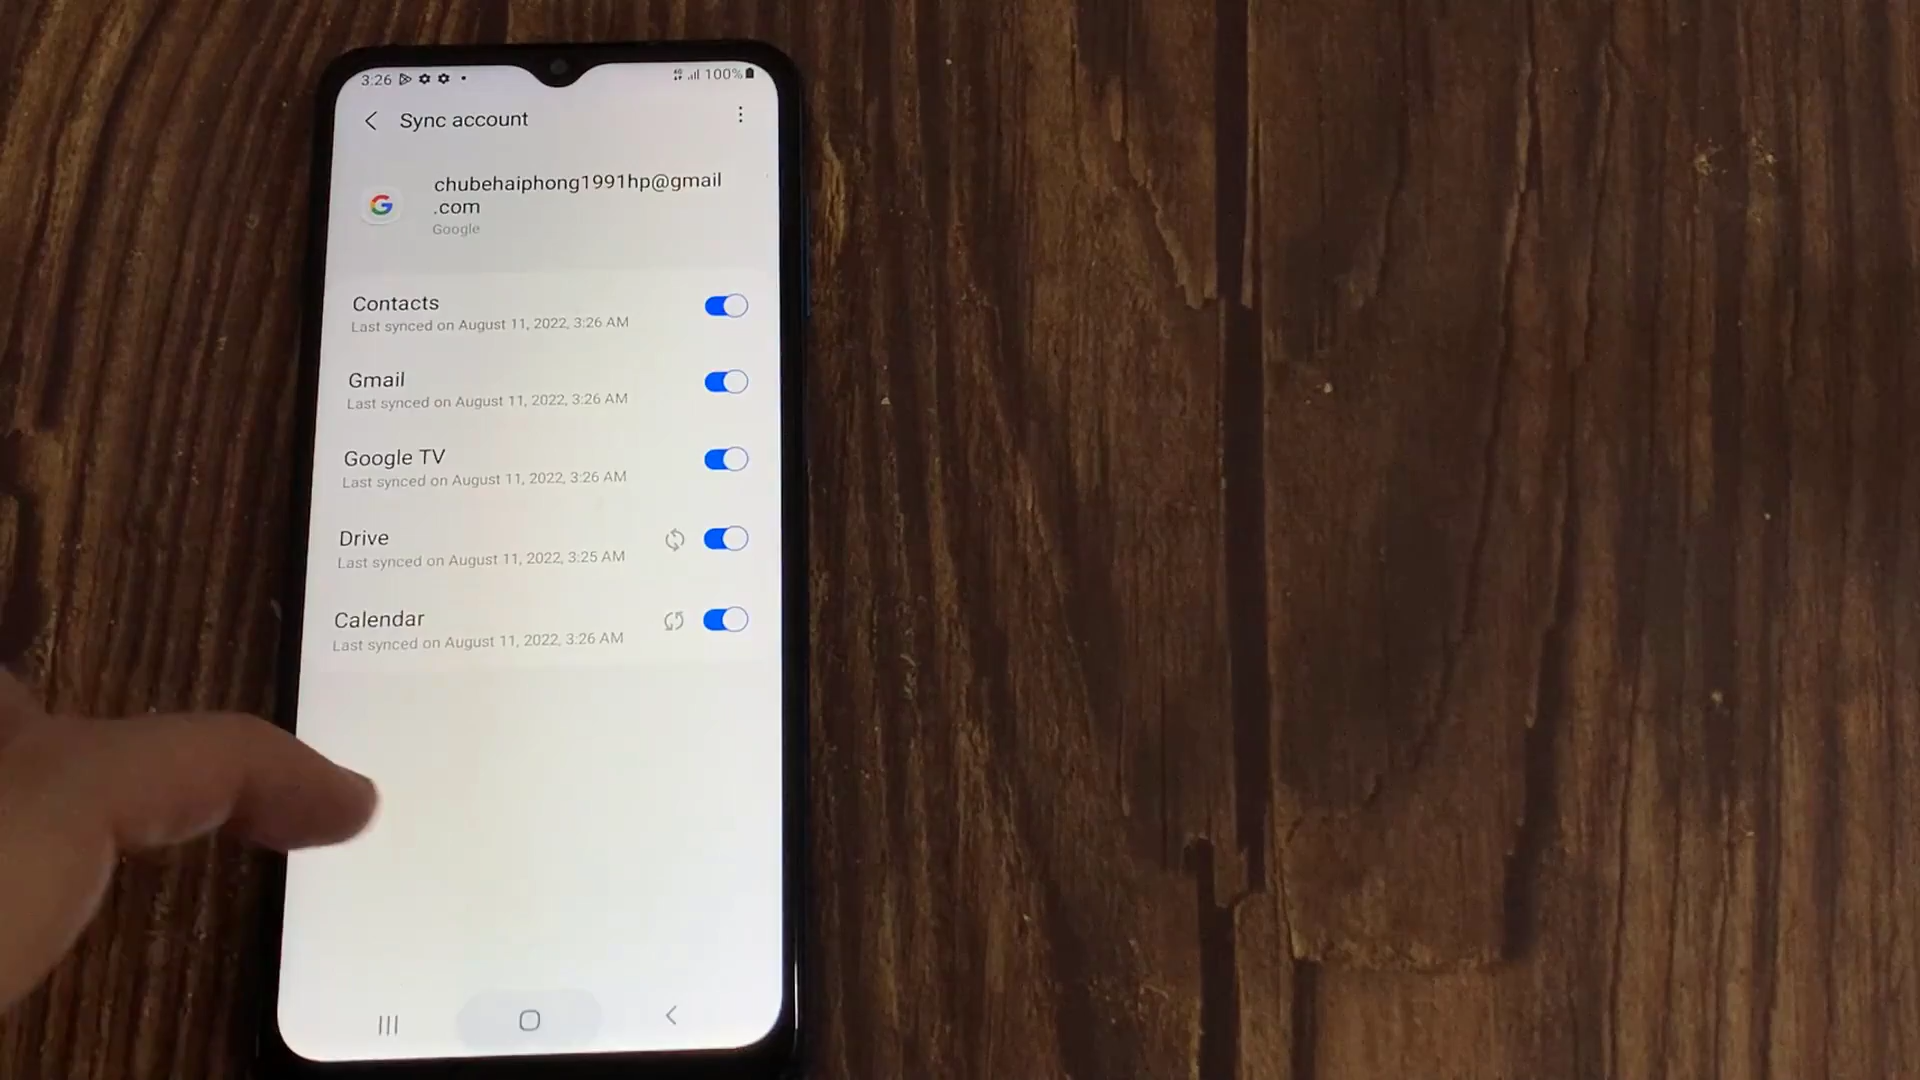 3:26
100%
Sync account
chubehaiphong1991hp@gmail
.com
Google
Contacts
Last synced on August 11, 2022, 3:26 AM
Gmail
Last synced on August 11, 2022, 3:26 AM
Google TV
Last synced on August 11, 2022, 3:26 AM
Drive
Last synced on August 11, 2022, 3:25 AM
Calendar
Last synced on August 11, 2022, 3:26 AM